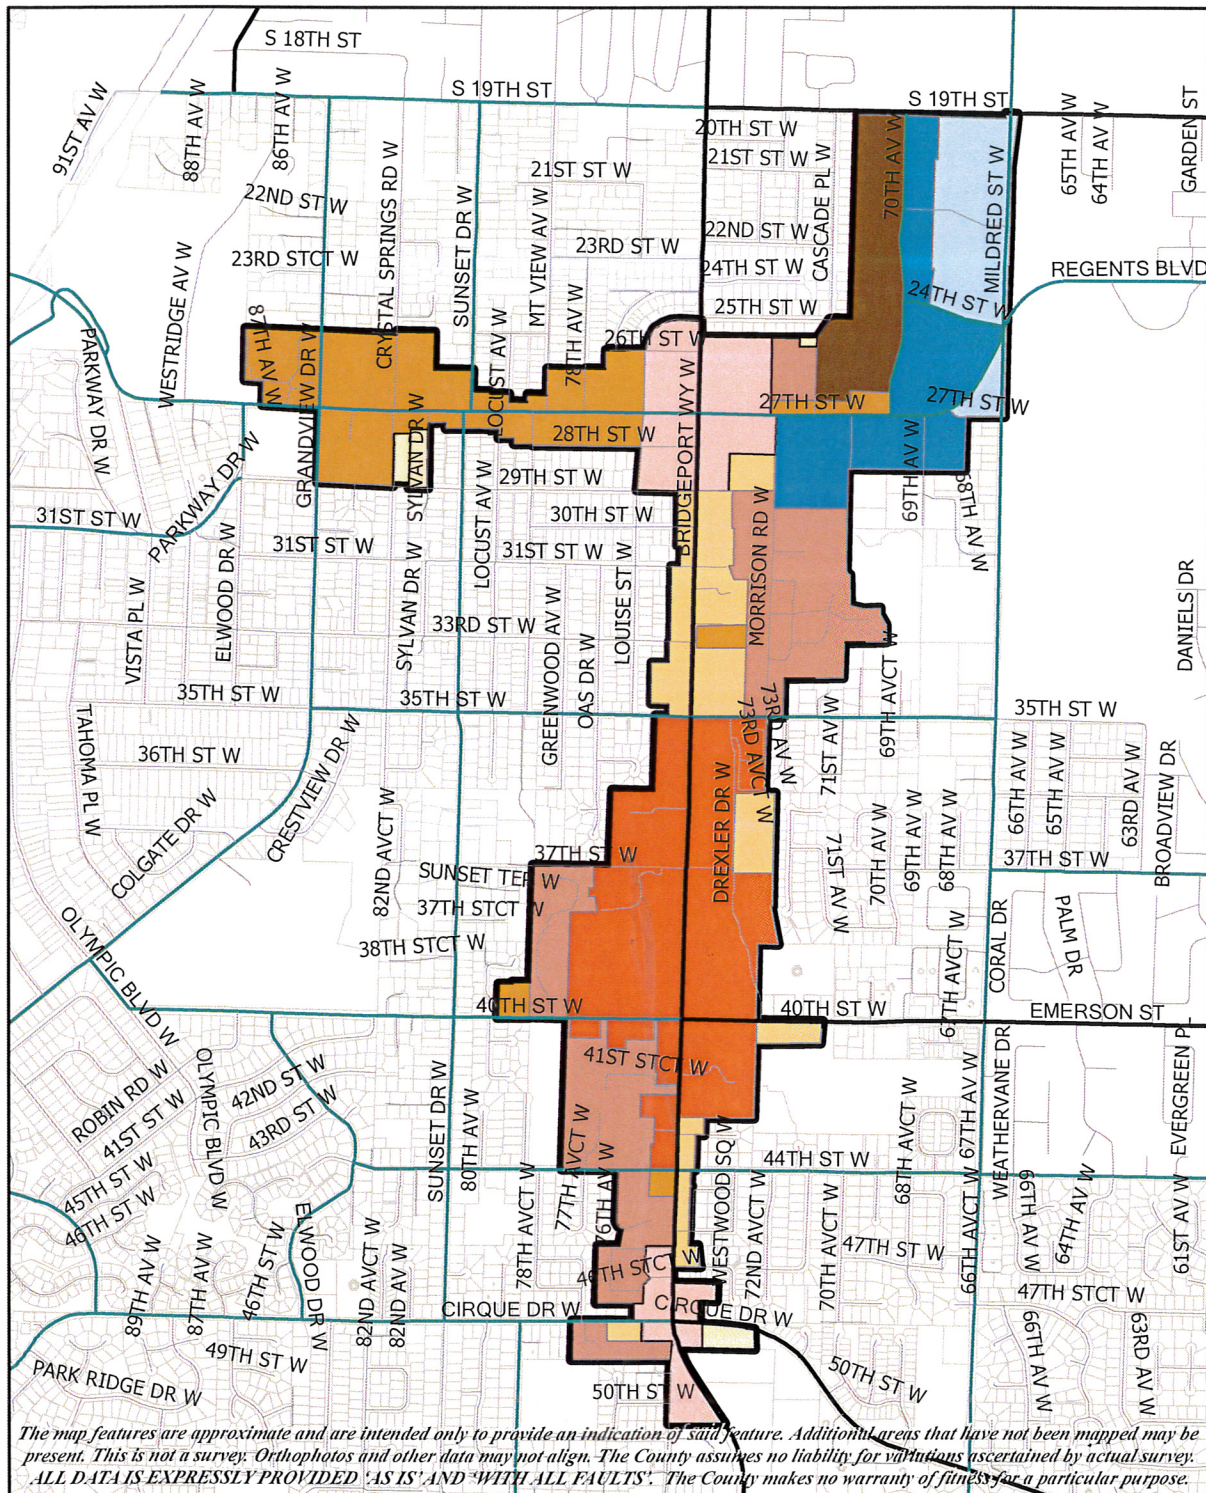 S 18TH ST
S 19TH ST
S 19TH ST
91ST AV W
88TH AV W
86TH AV W
20TH ST W
21ST ST W
21ST ST W
CASCADE PL W
70TH AV W
MILDRED ST W
65TH AV W
64TH AV W
GARDEN ST
22ND ST W
CRYSTAL SPRINGS RD W
SUNSET DR W
MT VIEW AV W
23RD ST W
22ND ST W
23RD STCT W
24TH ST W
REGENTS BLVD
WESTRIDGE AV W
24TH ST W
25TH ST W
78TH AV W
26TH ST W
87TH AV W
PARKWAY DR W
GRANDVIEW DR W
LOCUST AV W
BRIDGEPORT WY W
27TH ST W
27TH ST W
28TH ST W
SYLVAN DR W
PARKWAY DR W
69TH AV W
68TH AV W
29TH ST W
31ST ST W
30TH ST W
31ST ST W
31ST ST W
LOCUST AV W
LOUISE ST W
MORRISON RD W
VISTA PL W
ELWOOD DR W
SYLVAN DR W
33RD ST W
GREENWOOD AV W
OAS DR W
69TH AVCT W
DANIELS DR
35TH ST W
35TH ST W
35TH ST W
TAHOMA PL W
36TH ST W
CRESTVIEW DR W
73RD AV W
73RD AVCT W
71ST AV W
66TH AV W
65TH AV W
63RD AV W
BROADVIEW DR
COLGATE DR W
82ND AVCT W
DREXLER DR W
71ST AV W
70TH AV W
69TH AV W
68TH AV W
37TH ST W
37TH ST W
SUNSET TER W
37TH STCT W
38TH STCT W
OLYMPIC BLVD W
67TH AVCT W
CORAL DR
PALM DR
40TH ST W
40TH ST W
EMERSON ST
41ST STCT W
ROBIN RD W
41ST ST W
OLYMPIC BLVD W
42ND ST W
43RD ST W
SUNSET DR W
80TH AV W
77TH AVCT W
76TH AV W
WESTWOOD SQ W
68TH AVCT W
67TH AV W
WEATHERVANE DR
EVERGREEN PL
44TH ST W
45TH ST W
46TH ST W
78TH AVCT W
72ND AVCT W
70TH AVCT W
66TH AVCT W
66TH AV W
64TH AV W
61ST AV W
89TH AV W
87TH AV W
46TH ST W
ELWOOD DR W
82ND AVCT W
82ND AV W
46TH STCT W
47TH ST W
47TH STCT W
CIRQUE DR W
CIRQUE DR W
49TH ST W
PARK RIDGE DR W
50TH ST W
50TH ST W
66TH AV W
63RD AV W
The map features are approximate and are intended only to provide an indication of said feature. Additional areas that have not been mapped may be
present. This is not a survey. Orthophotos and other data may not align. The County assumes no liability for variations ascertained by actual survey.
ALL DATA IS EXPRESSLY PROVIDED 'AS IS' AND 'WITH ALL FAULTS'. The County makes no warranty of fitness for a particular purpose.